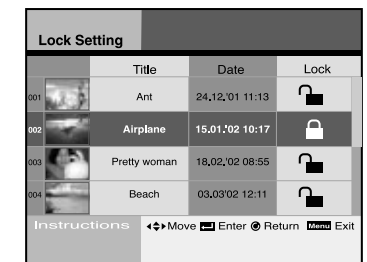 Lock Setting
Title Date Lock
001 Ant 24.12.'01 11:13
002 Airplane 15.01.'02 10:17
003 Pretty woman 18.02.'02 08:55
004 Beach 03.03'02 12:11
Instructions Move Enter Return Menu Exit